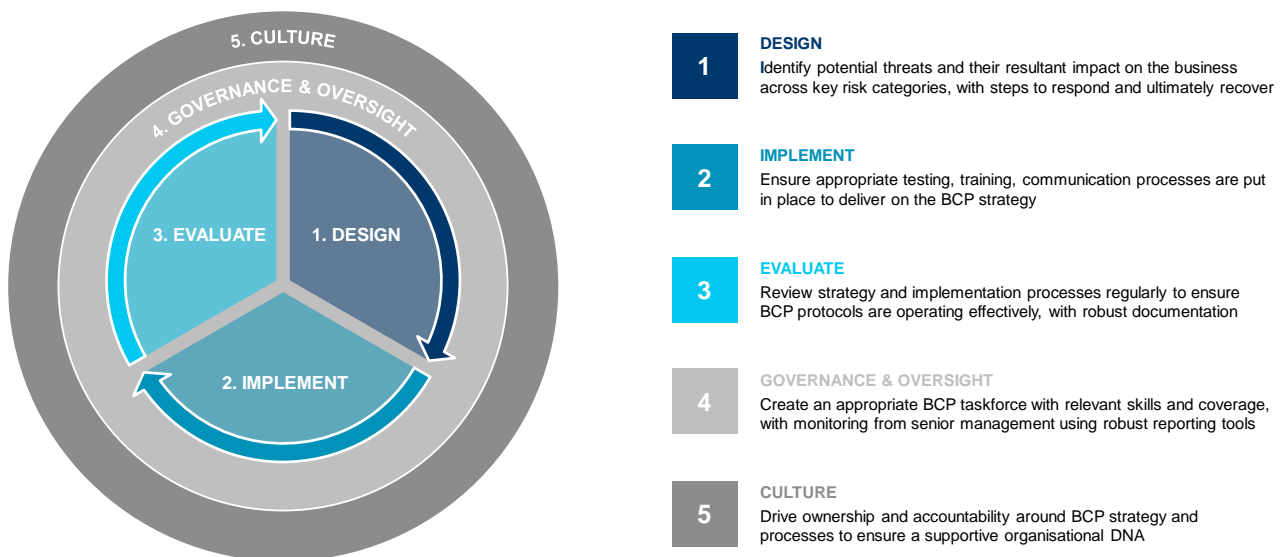 5. CULTURE
4. GOVERNANCE & OVERSIGHT
3. EVALUATE
1. DESIGN
2. IMPLEMENT
1
DESIGN
Identify potential threats and their resultant impact on the business
across key risk categories, with steps to respond and ultimately recover
2
IMPLEMENT
Ensure appropriate testing, training, communication processes are put
in place to deliver on the BCP strategy
3
EVALUATE
Review strategy and implementation processes regularly to ensure
BCP protocols are operating effectively, with robust documentation
4
GOVERNANCE & OVERSIGHT
Create an appropriate BCP taskforce with relevant skills and coverage,
with monitoring from senior management using robust reporting tools
5
CULTURE
Drive ownership and accountability around BCP strategy and
processes to ensure a supportive organisational DNA